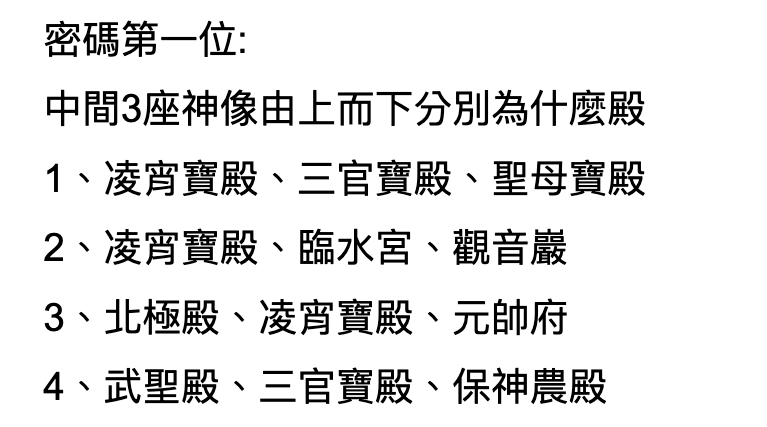 密碼第一位:
中間3座神像由上而下分別為什麼殿
1、凌宵寶殿、三官寶殿、聖母寶殿
2、凌宵寶殿、臨水宮、觀音巖
3、北極殿、凌宵寶殿、元帥府
4、武聖殿、三官寶殿、保神農殿